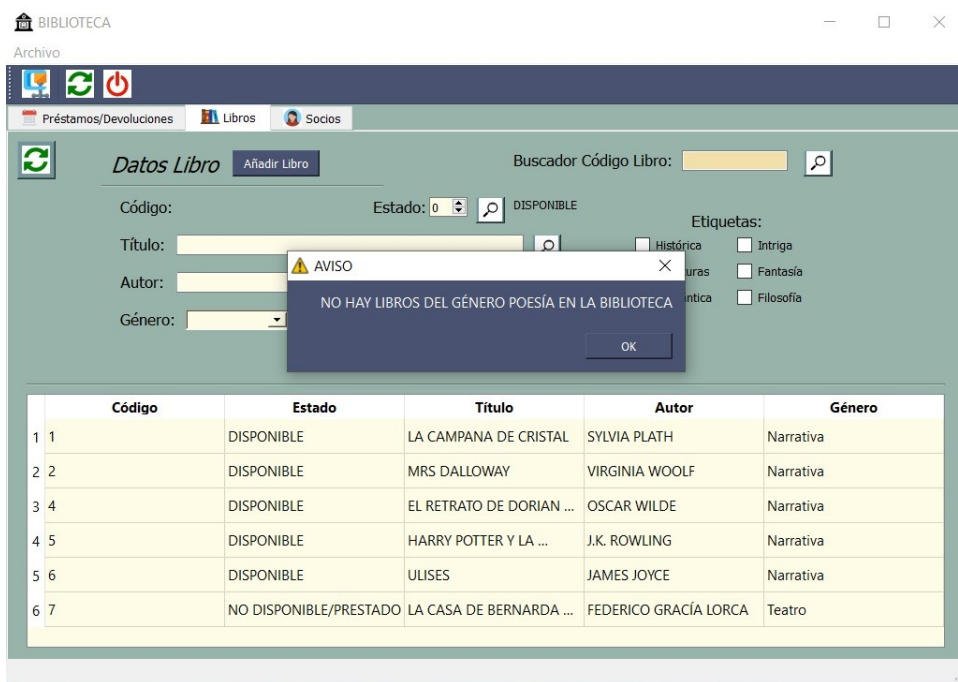 BIBLIOTECA
Archivo
Préstamos/Devoluciones Libros Socios
Datos Libro Añadir Libro Buscador Código Libro:
Código: Estado: 0 DISPONIBLE
Etiquetas:
Título: Histórica Intriga
AVISO
Autor: uras Fantasía
NO HAY LIBROS DEL GÉNERO POESÍA EN LA BIBLIOTECA
ntica Filosofía
Género:
OK
Código Estado Título Autor Género
1 1 DISPONIBLE LA CAMPANA DE CRISTAL SYLVIA PLATH Narrativa
2 2 DISPONIBLE MRS DALLOWAY VIRGINIA WOOLF Narrativa
3 4 DISPONIBLE EL RETRATO DE DORIAN ... OSCAR WILDE Narrativa
4 5 DISPONIBLE HARRY POTTER Y LA ... J.K. ROWLING Narrativa
5 6 DISPONIBLE ULISES JAMES JOYCE Narrativa
6 7 NO DISPONIBLE/PRESTADO LA CASA DE BERNARDA ... FEDERICO GRACÍA LORCA Teatro